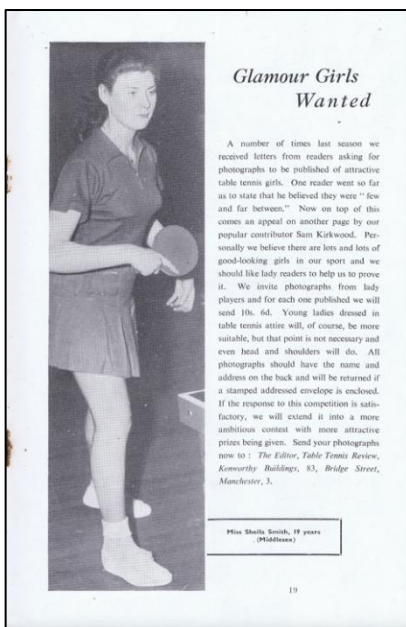 Glamour Girls
Wanted
A number of times last season we
received letters from readers asking for
photographs to be published of attractive
table tennis girls. One reader went so far
as to state that he believed they were " few
and far between." Now on top of this
comes an appeal on another page by our
popular contributor Sam Kirkwood. Per-
sonally we believe there are lots and lots of
good-looking girls in our sport and we
should like lady readers to help us to prove
it. We invite photographs from lady
players and for each one published we will
send 10s. 6d. Young ladies dressed in
table tennis attire will, of course, be more
suitable, but that point is not necessary and
even head and shoulders will do. All
photographs should have the name and
address on the back and will be returned if
a stamped addressed envelope is enclosed.
If the response to this competition is satis-
factory, we will extend it into a more
ambitious contest with more attractive
prizes being given. Send your photographs
now to : The Editor, Table Tennis Review,
Kenworthy Buildings, 83, Bridge Street,
Manchester, 3.
Miss Sheila Smith, 19 years
(Middlesex)
19